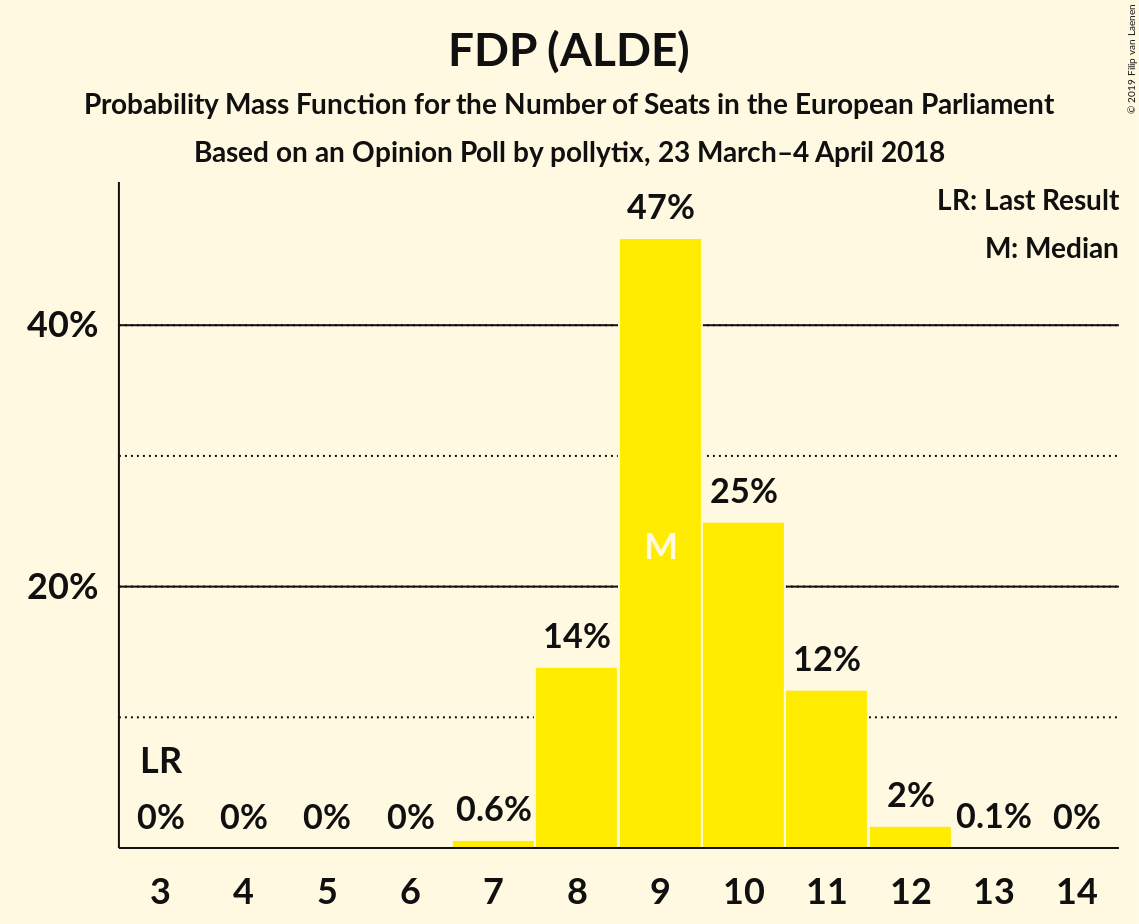 FDP (ALDE)
Probability Mass Function for the Number of Seats in the European Parliament
Based on an Opinion Poll by pollytix, 23 March–4 April 2018
© 2019 Filip van Laenen
LR: Last Result
M: Median
47%
40%
25%
M
20%
14%
12%
LR
0% 0% 0% 0% 0.6% 2% 0.1% 0%
3 4 5 6 7 8 9 10 11 12 13 14